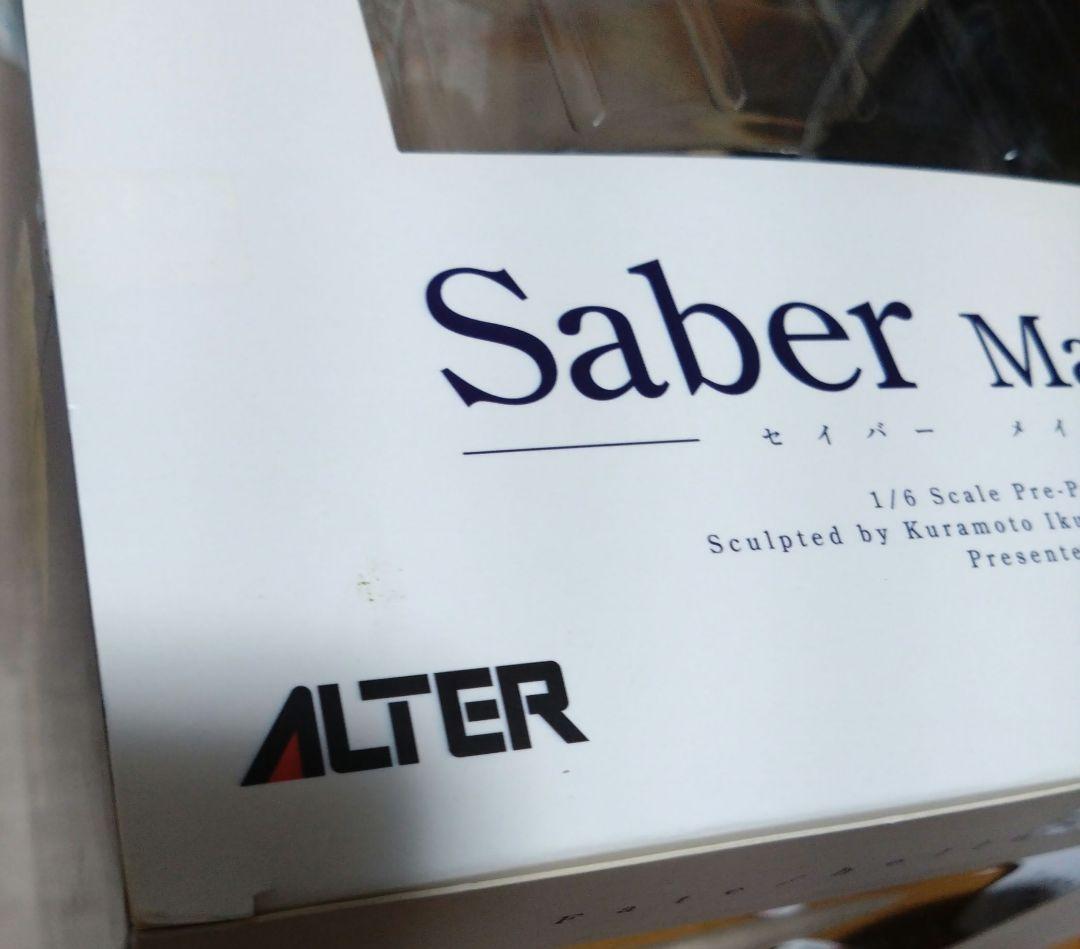 Saber Ma
セイバー メイ
1/6 Scale Pre-P
Sculpted by Kuramoto Iku
Presente
ALTER